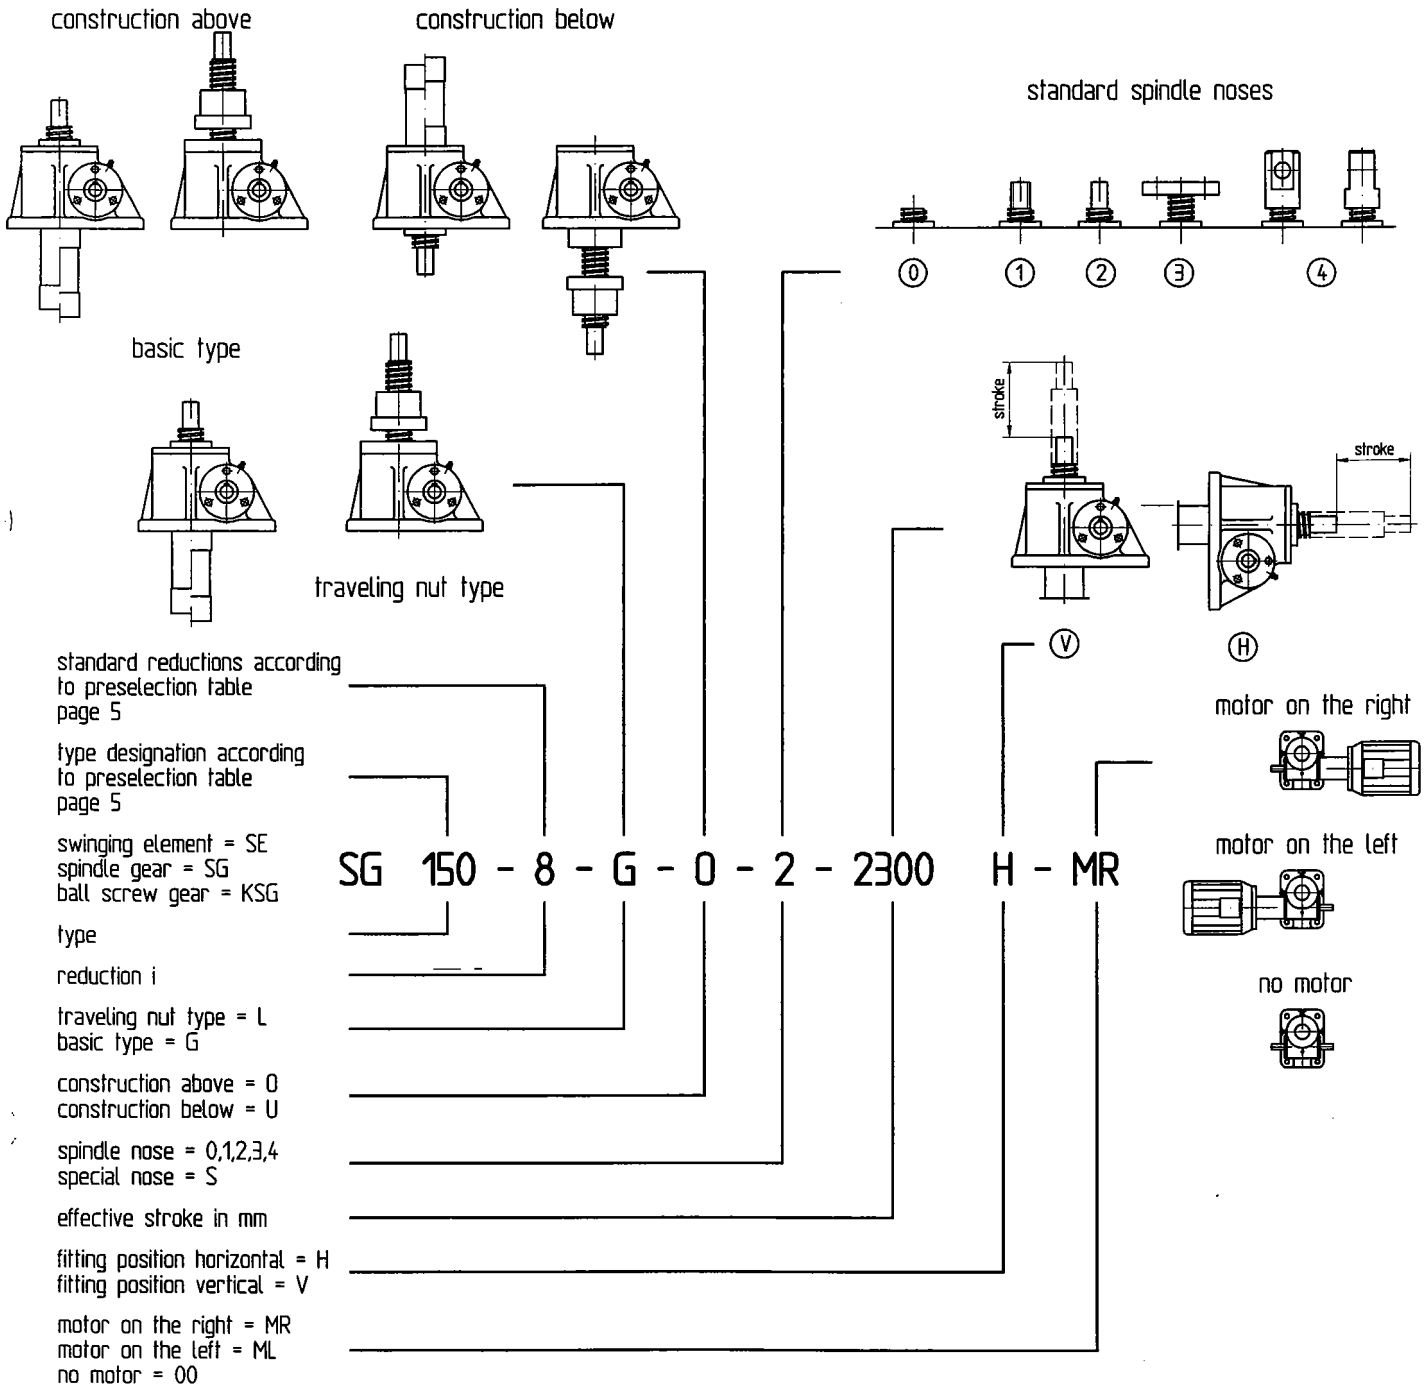 construction above
construction below
standard spindle noses
0
1
2
3
4
basic type
traveling nut type
stroke
stroke
V
H
standard reductions according
to preselection table
page 5
type designation according
to preselection table
page 5
swinging element = SE
spindle gear = SG
ball screw gear = KSG
SG 150 - 8 - G - O - 2 - 2300 H - MR
type
reduction i
traveling nut type = L
basic type = G
construction above = O
construction below = U
spindle nose = 0,1,2,3,4
special nose = S
effective stroke in mm
fitting position horizontal = H
fitting position vertical = V
motor on the right = MR
motor on the left = ML
no motor = 00
motor on the right
motor on the left
no motor